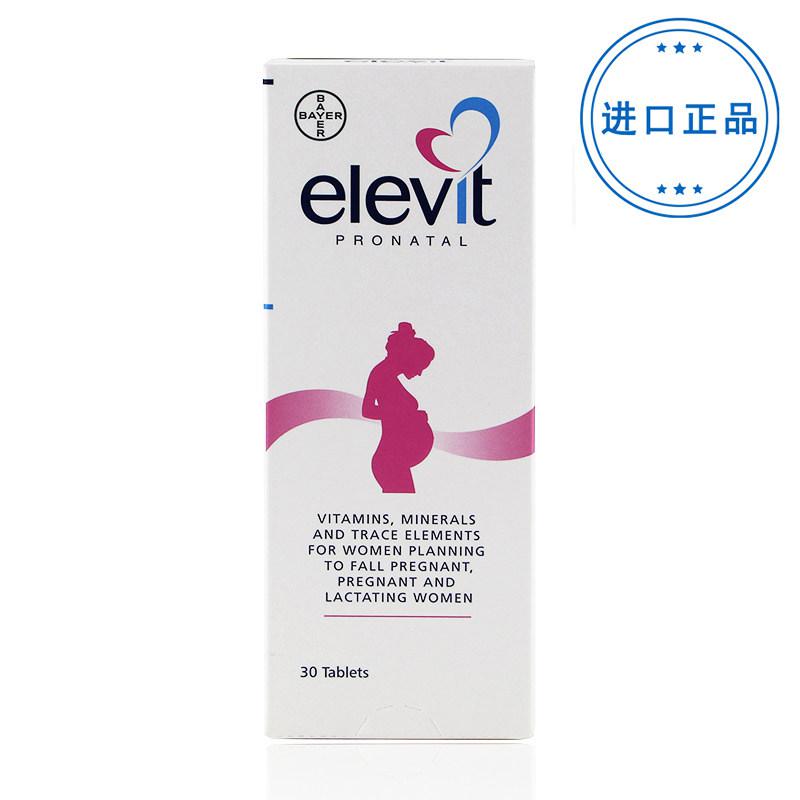 BAYER
BAYER
elevit
PRONATAL
进口正品
VITAMINS, MINERALS
AND TRACE ELEMENTS
FOR WOMEN PLANNING
TO FALL PREGNANT,
PREGNANT AND
LACTATING WOMEN
30 Tablets